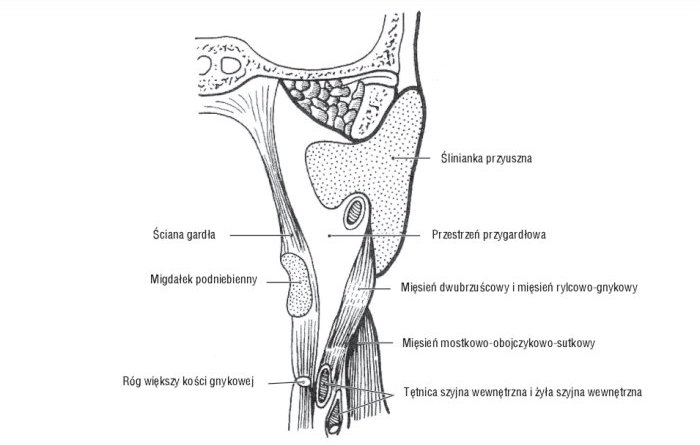 Ślinianka przyuszna
Ściana gardła
Przestrzeń przygardłowa
Migdałek podniebienny
Mięsień dwubrzuścowy i mięsień rylcowo-gnykowy
Mięsień mostkowo-obojczykowo-sutkowy
Róg większy kości gnykowej
Tętnica szyjna wewnętrzna i żyła szyjna wewnętrzna